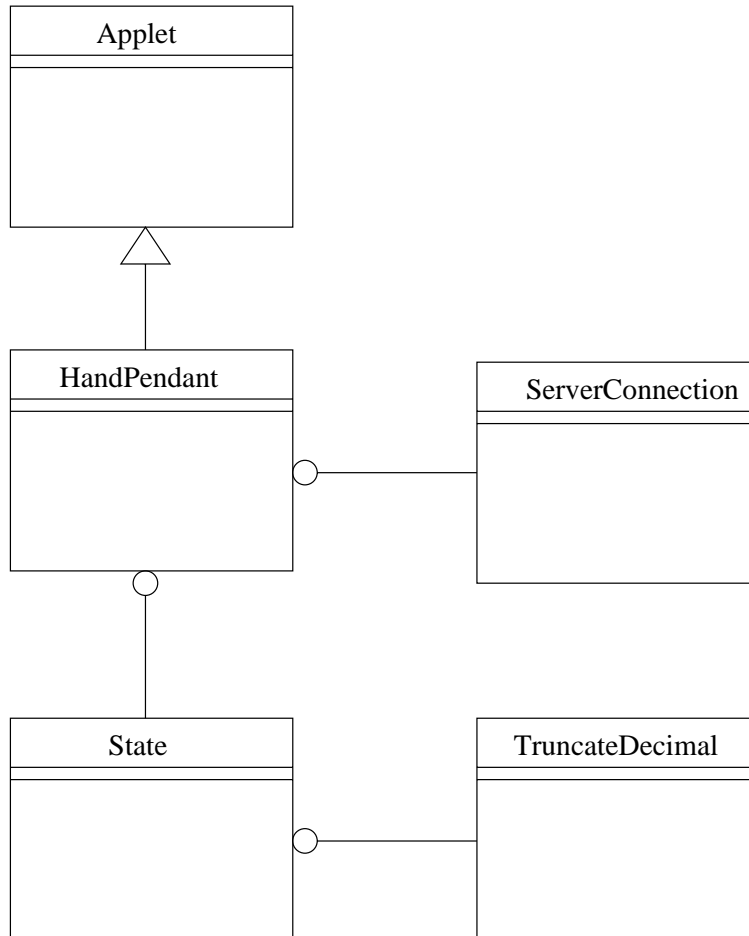 Applet
HandPendant
ServerConnection
State
TruncateDecimal